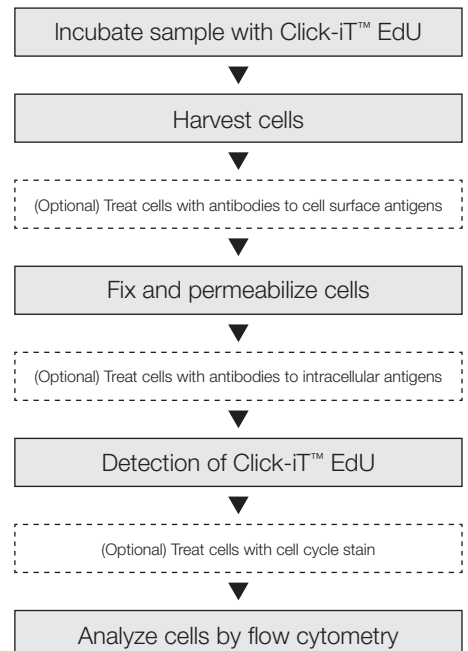 Incubate sample with Click-iT™ EdU
Harvest cells
(Optional) Treat cells with antibodies to cell surface antigens
Fix and permeabilize cells
(Optional) Treat cells with antibodies to intracellular antigens
Detection of Click-iT™ EdU
(Optional) Treat cells with cell cycle stain
Analyze cells by flow cytometry